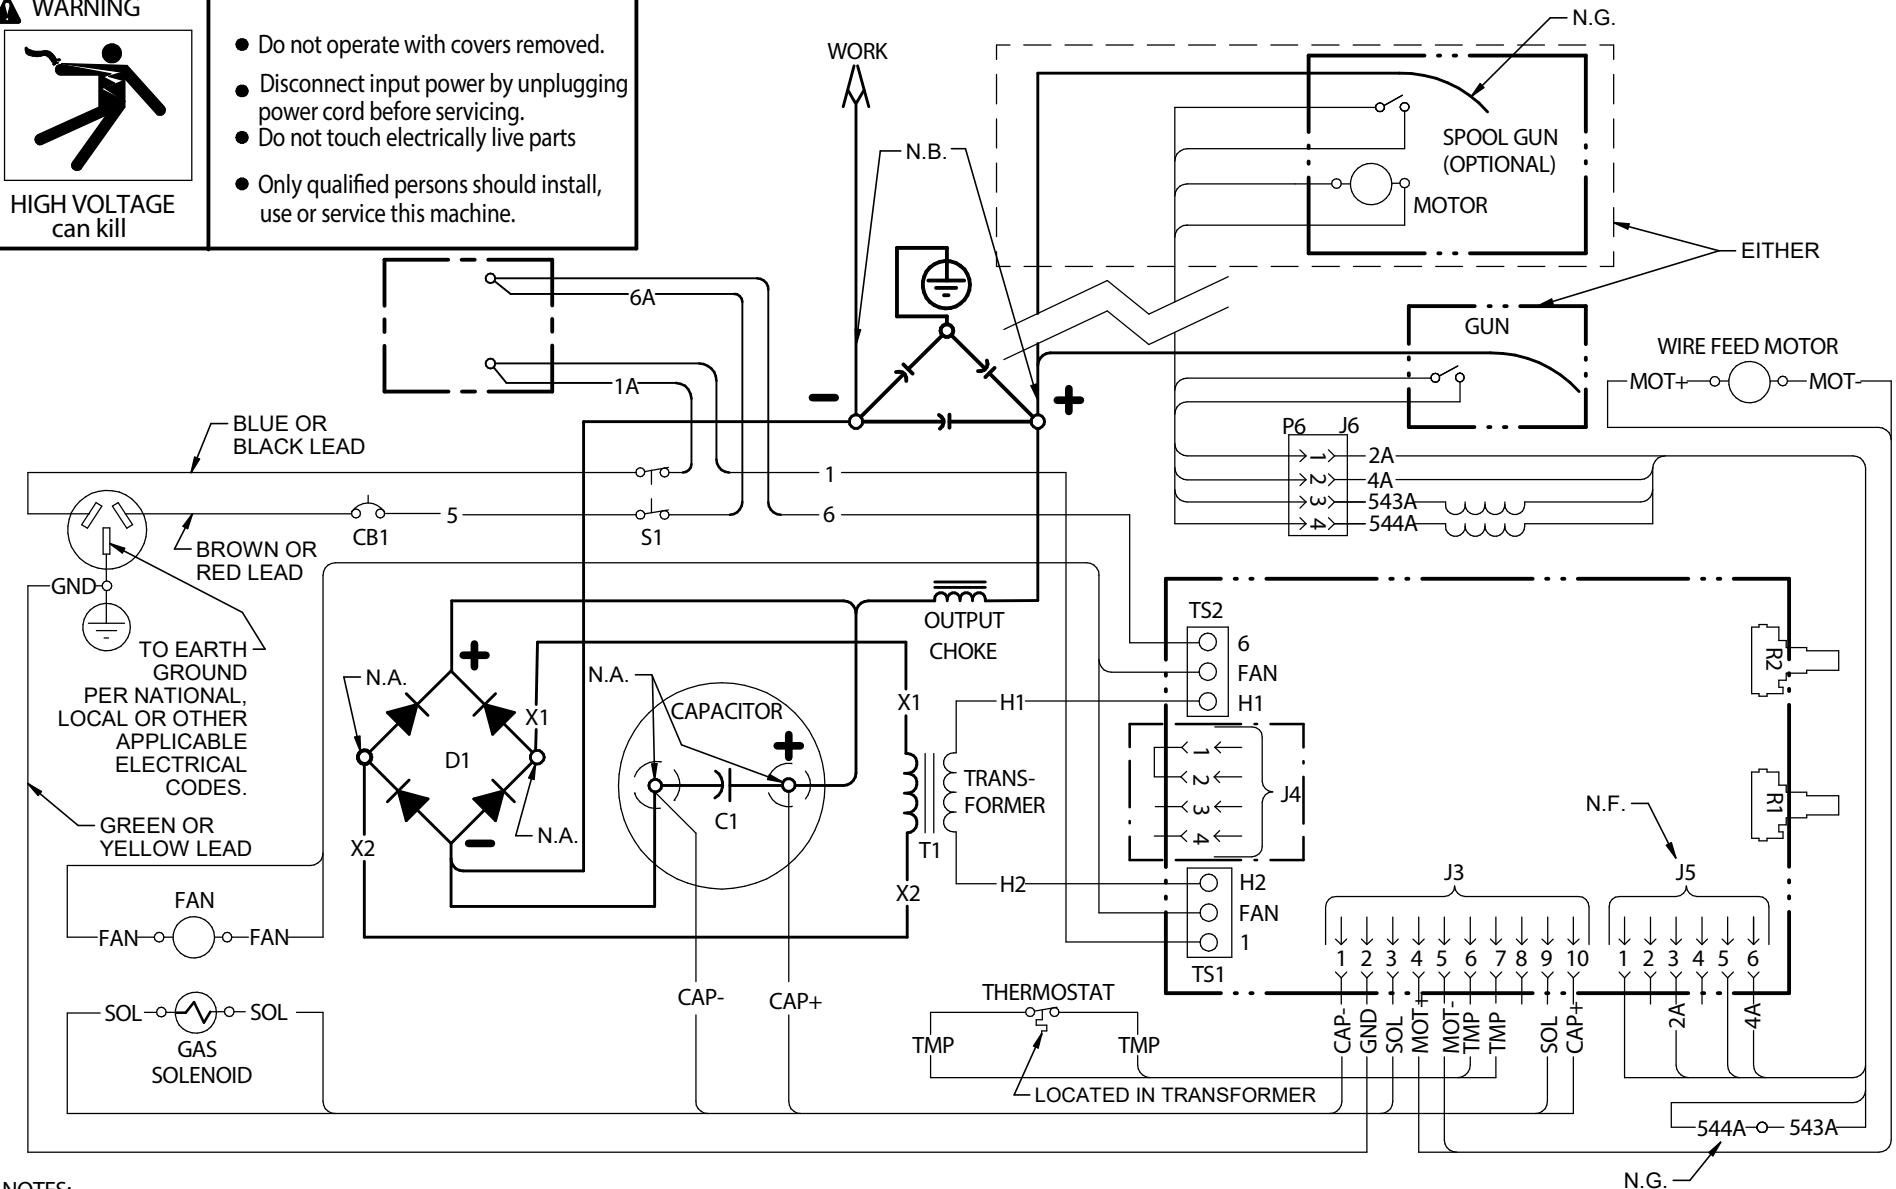 WARNING
HIGH VOLTAGE
can kill
● Do not operate with covers removed.
● Disconnect input power by unplugging
power cord before servicing.
● Do not touch electrically live parts
● Only qualified persons should install,
use or service this machine.
WORK
N.B.
N.G.
SPOOL GUN
(OPTIONAL)
MOTOR
EITHER
GUN
WIRE FEED MOTOR
MOT+
MOT-
6A
1A
−
+
BLUE OR
BLACK LEAD
P6
J6
1
2A
2
4A
3
543A
4
544A
1
5
6
CB1
S1
BROWN OR
RED LEAD
GND
TO EARTH
GROUND
PER NATIONAL,
LOCAL OR OTHER
APPLICABLE
ELECTRICAL
CODES.
OUTPUT
CHOKE
TS2
6
FAN
H1
R2
+
N.A.
N.A.
CAPACITOR
X1
X1
H1
D1
+
C1
TRANS-
FORMER
T1
1
2
3
4
J4
R1
N.F.
GREEN OR
YELLOW LEAD
X2
−
N.A.
X2
H2
H2
FAN
1
TS1
J3
J5
FAN
FAN
FAN
1 2 3 4 5 6 7 8 9 10
1 2 3 4 5 6
CAP-
CAP+
THERMOSTAT
SOL
SOL
GAS
SOLENOID
TMP
TMP
LOCATED IN TRANSFORMER
CAP-
GND
SOL
MOT+
MOT-
TMP
TMP
SOL
CAP+
2A
4A
544A
543A
N.G.
NOTES: